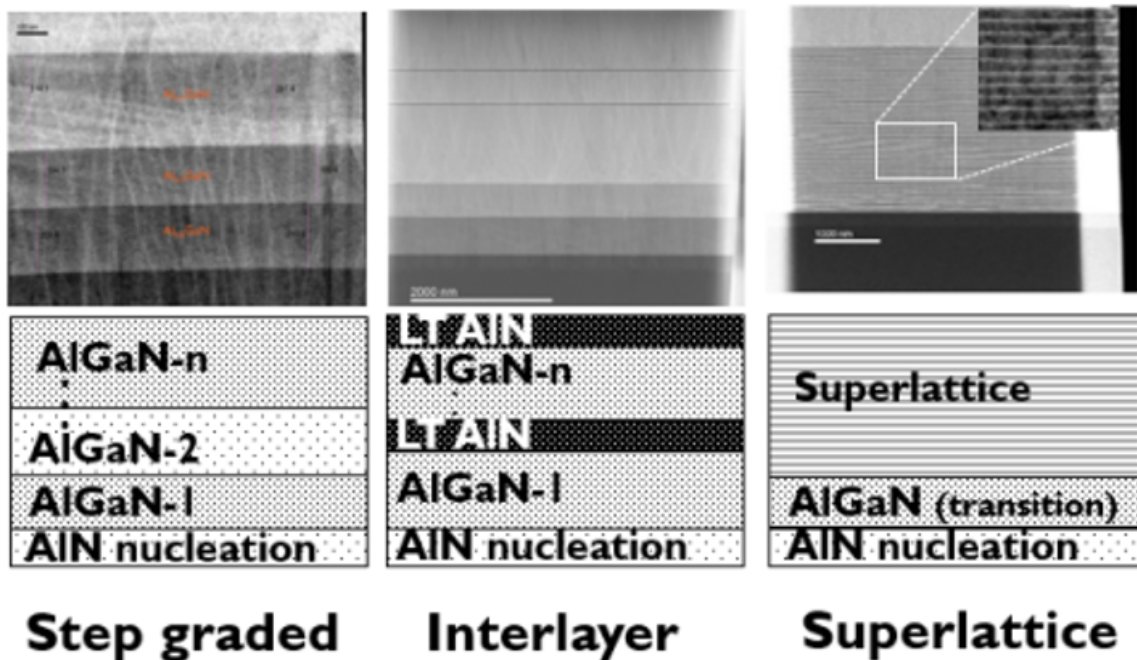 2000 nm
1000 nm
AlGaN-n
AlGaN-2
AlGaN-1
AlN nucleation
LT AlN
AlGaN-n
LT AlN
AlGaN-1
AlN nucleation
Superlattice
AlGaN (transition)
AlN nucleation
Step graded
Interlayer
Superlattice